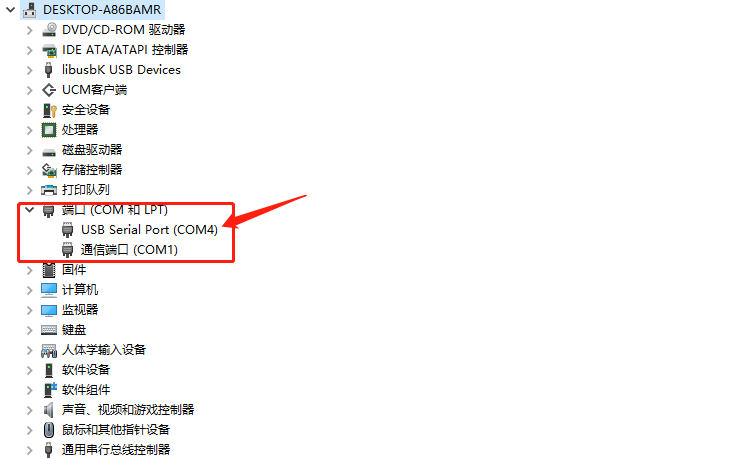 DESKTOP-A86BAMR
DVD/CD-ROM 驱动器
IDE ATA/ATAPI 控制器
libusbK USB Devices
UCM客户端
安全设备
处理器
磁盘驱动器
存储控制器
打印队列
端口 (COM 和 LPT)
USB Serial Port (COM4)
通信端口 (COM1)
固件
计算机
监视器
键盘
人体学输入设备
软件设备
软件组件
声音、视频和游戏控制器
鼠标和其他指针设备
通用串行总线控制器